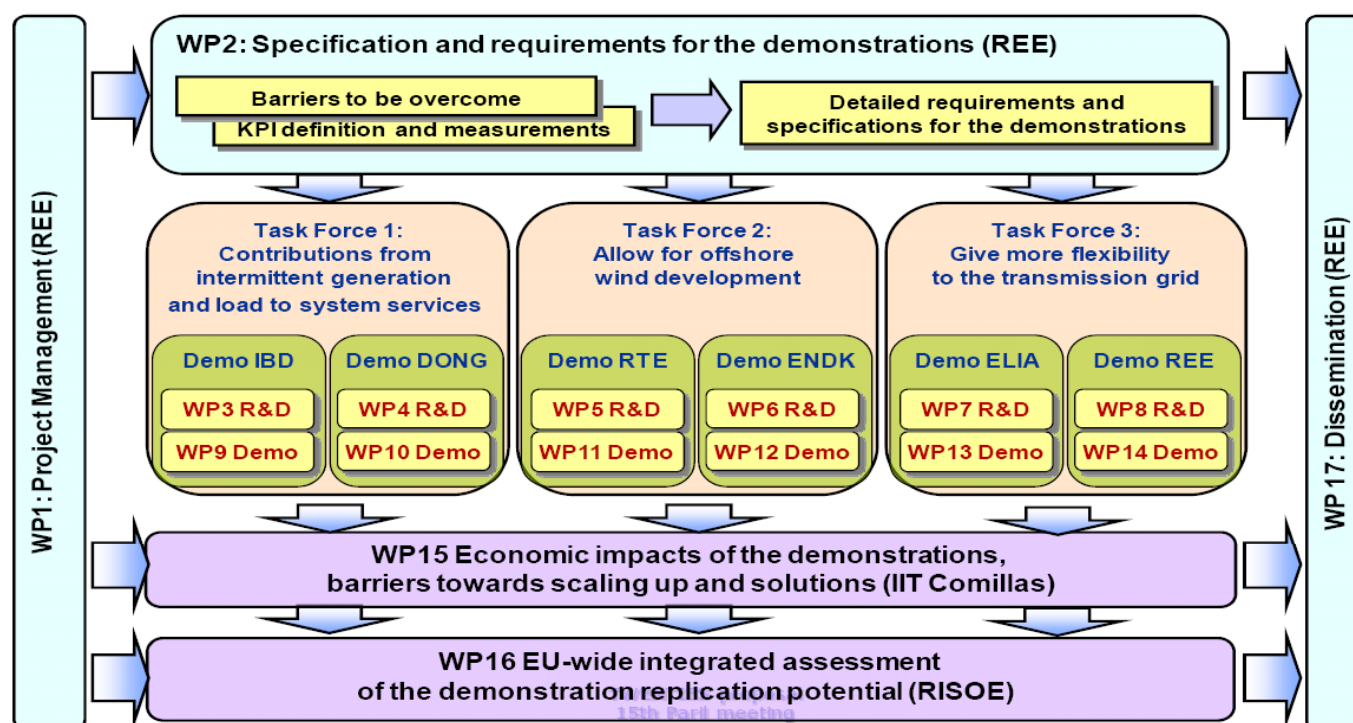 WP1: Project Management (REE)
WP2: Specification and requirements for the demonstrations (REE)
Barriers to be overcome
KPI definition and measurements
Detailed requirements and
specifications for the demonstrations
Task Force 1:
Contributions from
intermittent generation
and load to system services
Demo IBD
WP3 R&D
WP9 Demo
Demo DONG
WP4 R&D
WP10 Demo
Task Force 2:
Allow for offshore
wind development
Demo RTE
WP5 R&D
WP11 Demo
Demo ENDK
WP6 R&D
WP12 Demo
Task Force 3:
Give more flexibility
to the transmission grid
Demo ELIA
WP7 R&D
WP13 Demo
Demo REE
WP8 R&D
WP14 Demo
WP15 Economic impacts of the demonstrations,
barriers towards scaling up and solutions (IIT Comillas)
WP16 EU-wide integrated assessment
of the demonstration replication potential (RISOE)
15th Paril meeting
WP17: Dissemination (REE)